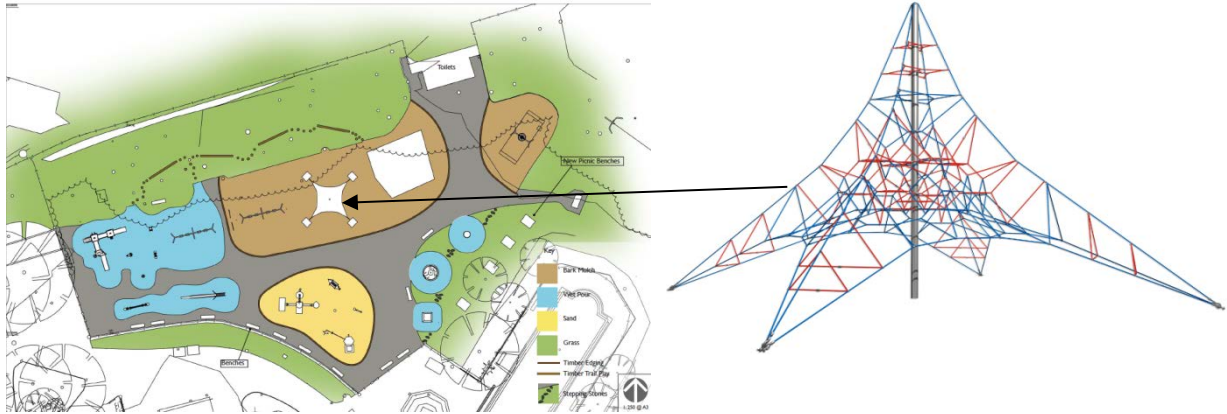 Toilets
New Picnic Benches
Key
Bark Mulch
Wet Pour
Sand
Grass
Timber Edging
Timber Trail Play
Stepping Stones
Benches